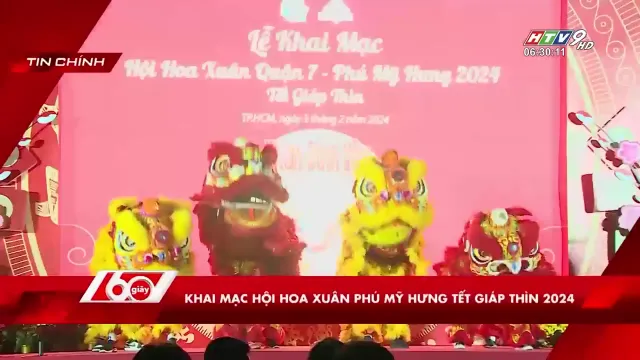 HTV9 HD
06:30:11
TIN CHÍNH
Lễ Khai Mạc
Hội Hoa Xuân Quận 7 - Phú Mỹ Hưng 2024
Tết Giáp Thìn
TP.HCM, ngày 3 tháng 2 năm 2024
60 giây
KHAI MẠC HỘI HOA XUÂN PHÚ MỸ HƯNG TẾT GIÁP THÌN 2024